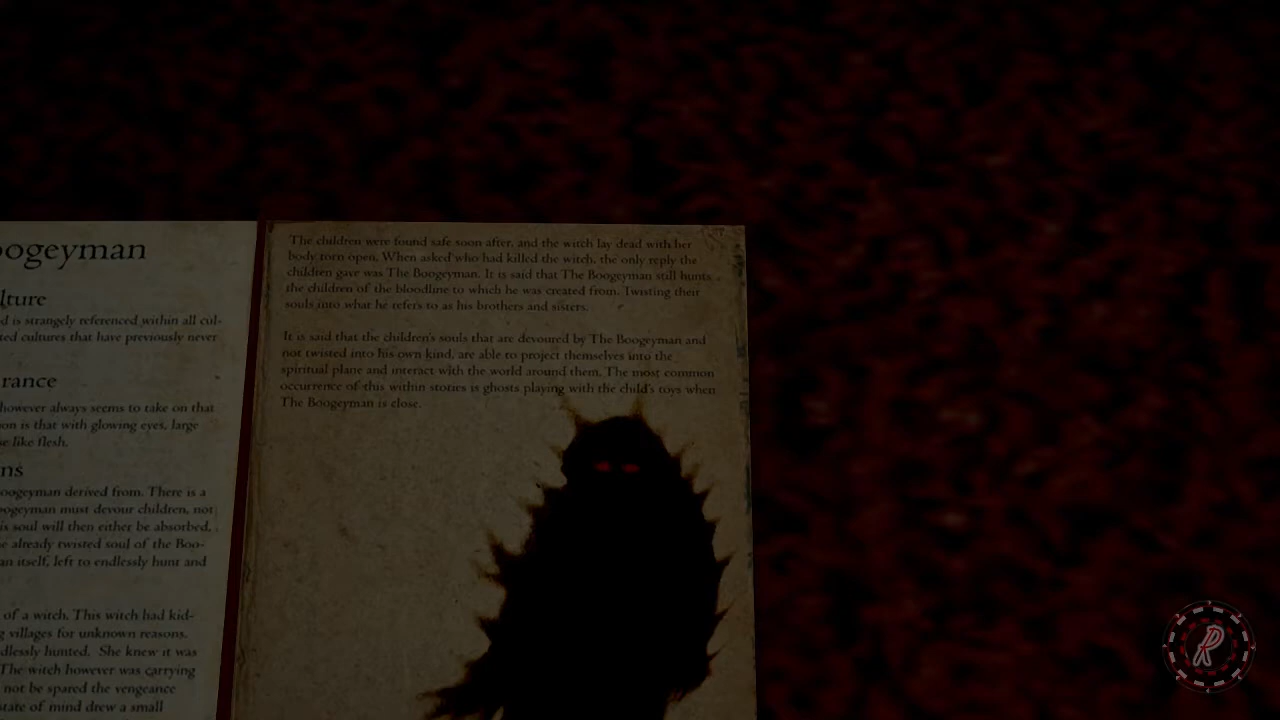 oogeyman
lture
d is strangely referenced within all cul-
ted cultures that have previously never
rance
however always seems to take on that
on is that with glowing eyes, large
se like flesh.
ns
oogeyman derived from. There is a
oogeyman must devour children, not
is soul will then either be absorbed,
e already twisted soul of the Boo-
an itself, left to endlessly hunt and
of a witch. This witch had kid-
g villages for unknown reasons.
dlessly hunted. She knew it was
The witch however was carrying
not be spared the vengeance
state of mind drew a small
The children were found safe soon after, and the witch lay dead with her
body torn open. When asked who had killed the witch, the only reply the
children gave was The Boogeyman. It is said that The Boogeyman still hunts
the children of the bloodline to which he was created from. Twisting their
souls into what he refers to as his brothers and sisters.
It is said that the children's souls that are devoured by The Boogeyman and
not twisted into his own kind, are able to project themselves into the
spiritual plane and interact with the world around them. The most common
occurrence of this within stories is ghosts playing with the child's toys when
The Boogeyman is close.
R